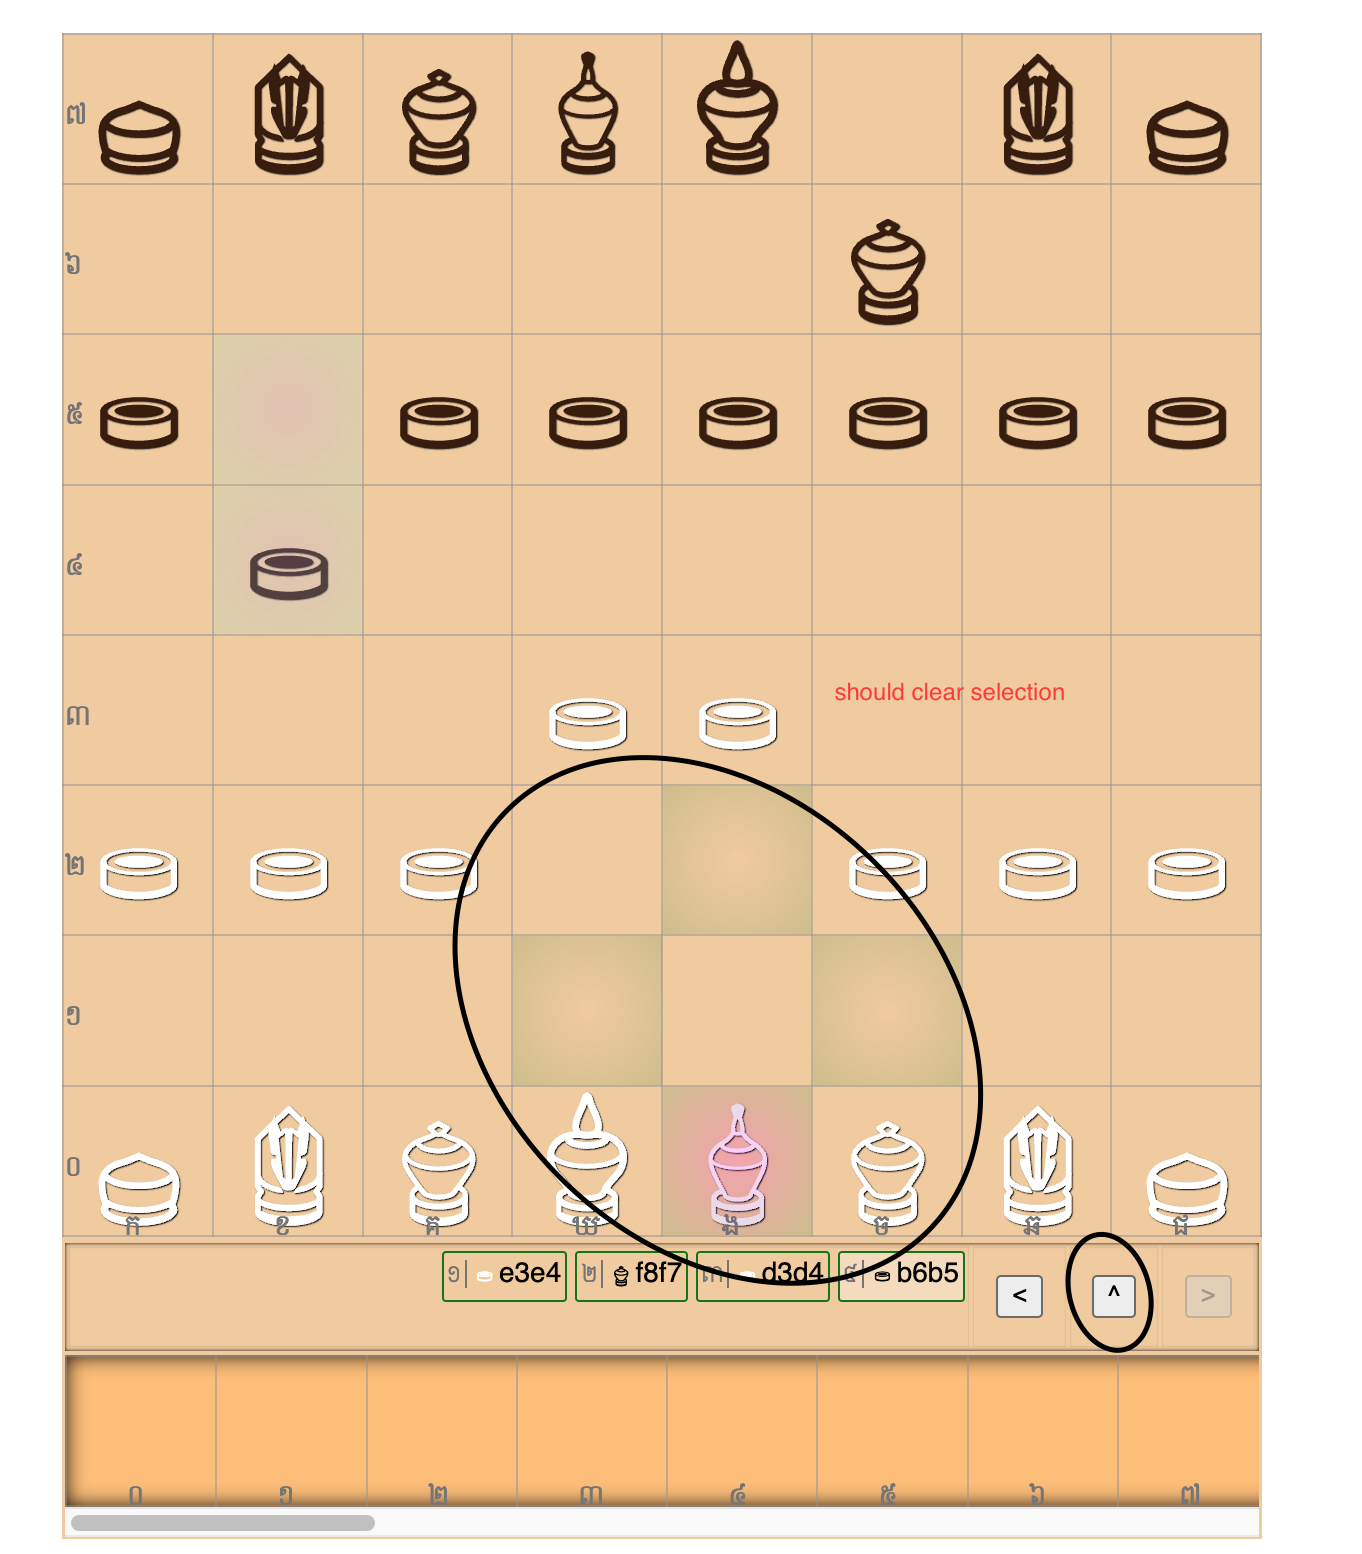 ៧
៦
៥
៤
៣
should clear selection
២
១
០
ក ខ គ ឃ ង ច ឆ ជ
១| e3e4 ២| f8f7 ៣| d3d4 ៤| b6b5 < ^ >
០ ១ ២ ៣ ៤ ៥ ៦ ៧